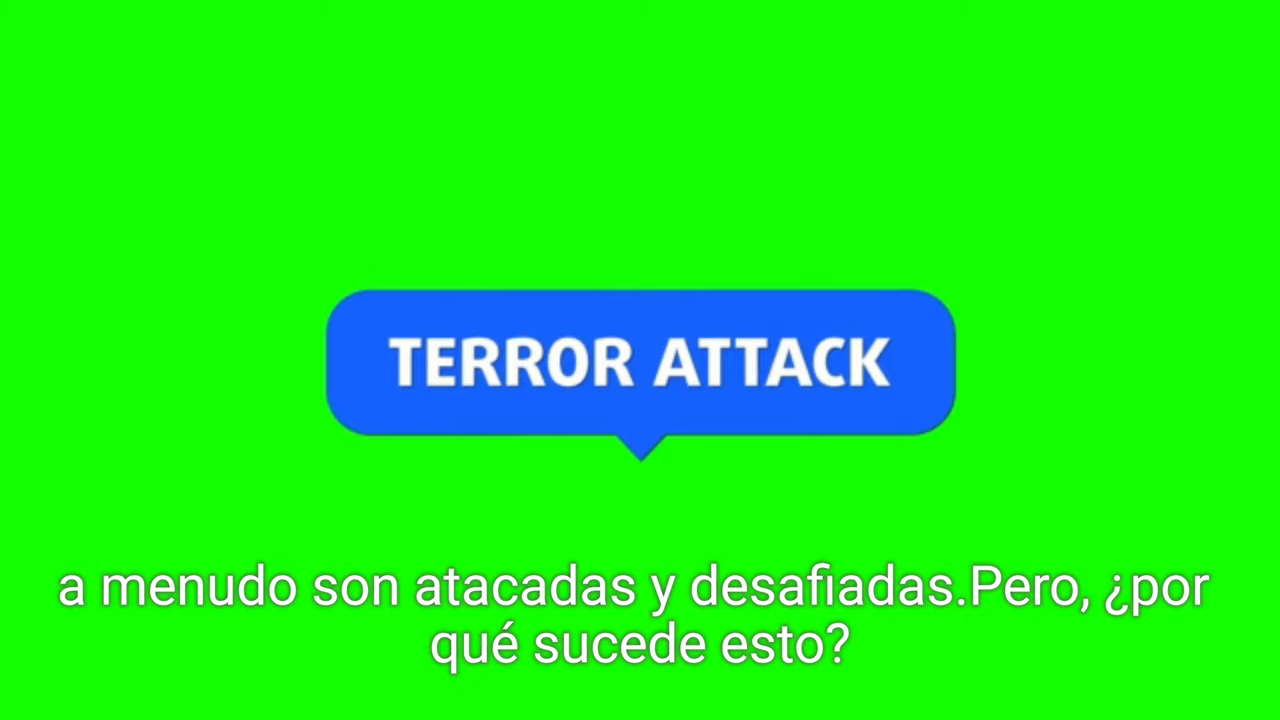 TERROR ATTACK
a menudo son atacadas y desafiadas.Pero, ¿por
qué sucede esto?